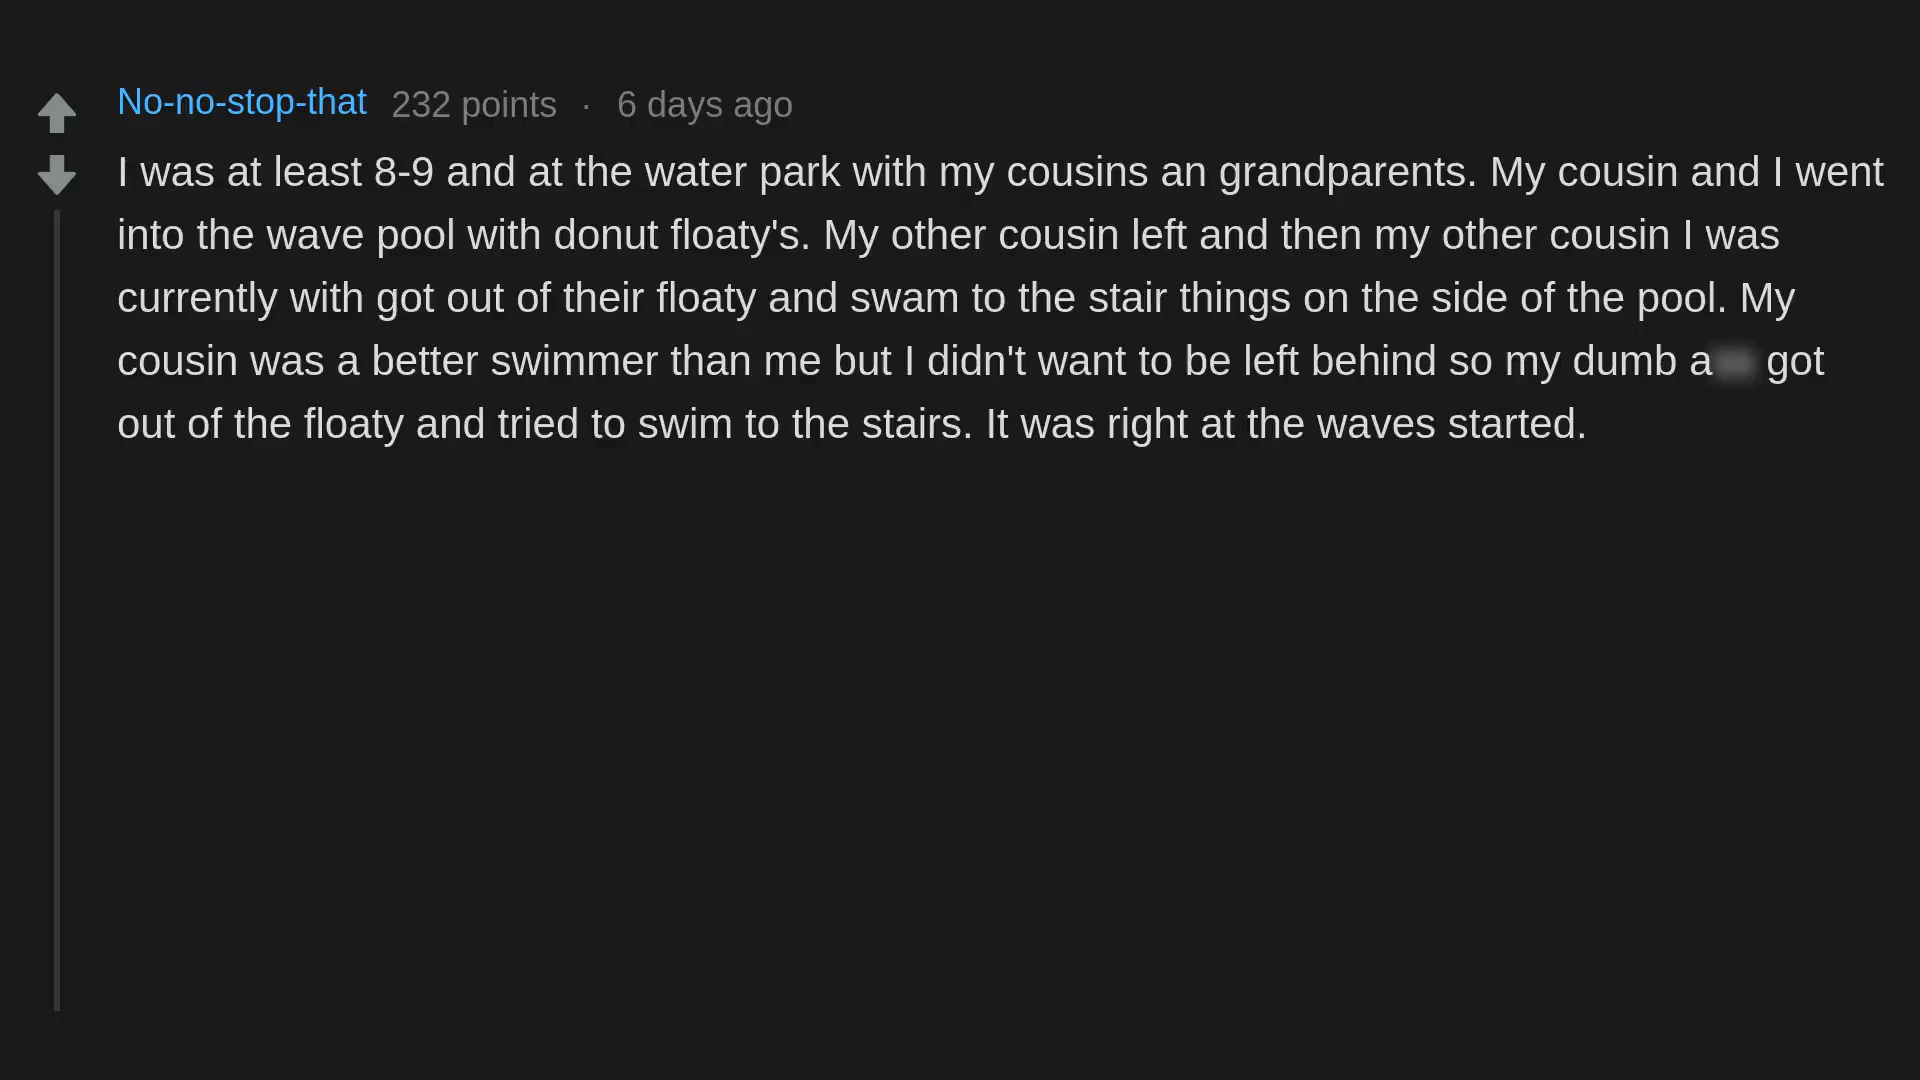 No-no-stop-that 232 points · 6 days ago
I was at least 8-9 and at the water park with my cousins an grandparents. My cousin and I went
into the wave pool with donut floaty's. My other cousin left and then my other cousin I was
currently with got out of their floaty and swam to the stair things on the side of the pool. My
cousin was a better swimmer than me but I didn't want to be left behind so my dumb a got
out of the floaty and tried to swim to the stairs. It was right at the waves started.